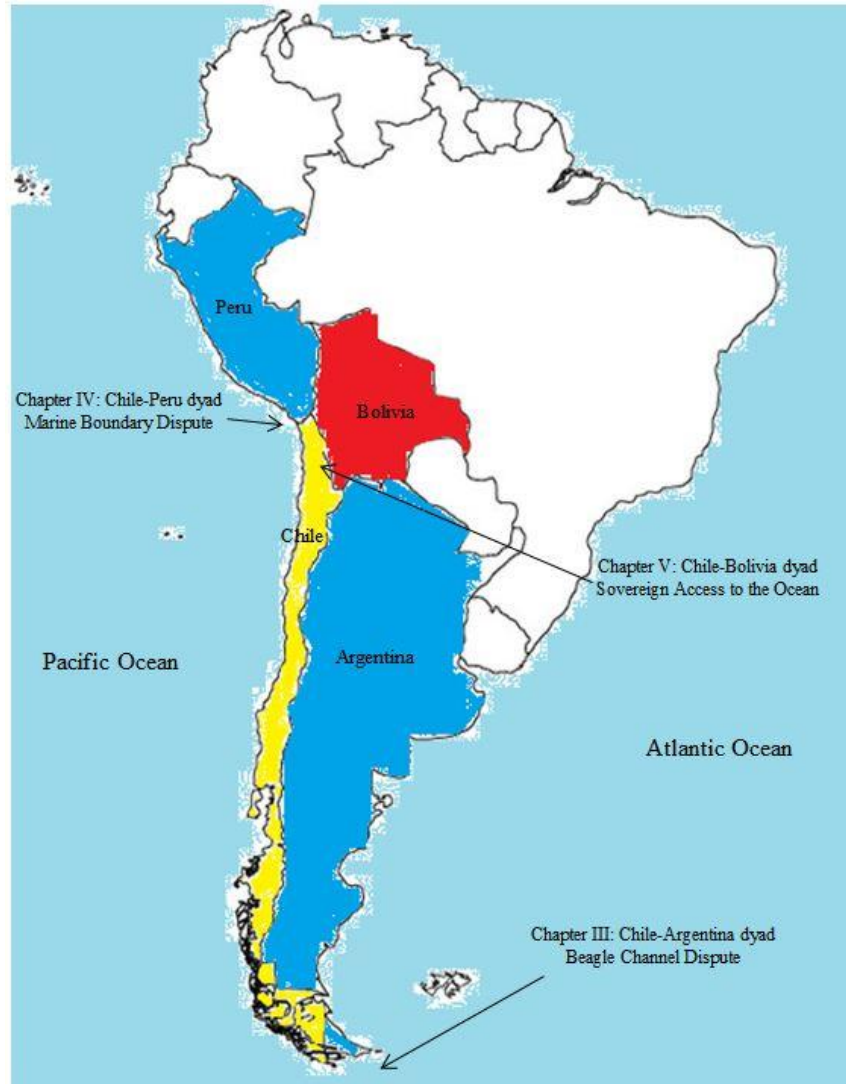 Peru
Chapter IV: Chile-Peru dyad
Marine Boundary Dispute
Bolivia
Chile
Chapter V: Chile-Bolivia dyad
Sovereign Access to the Ocean
Argentina
Pacific Ocean
Atlantic Ocean
Chapter III: Chile-Argentina dyad
Beagle Channel Dispute